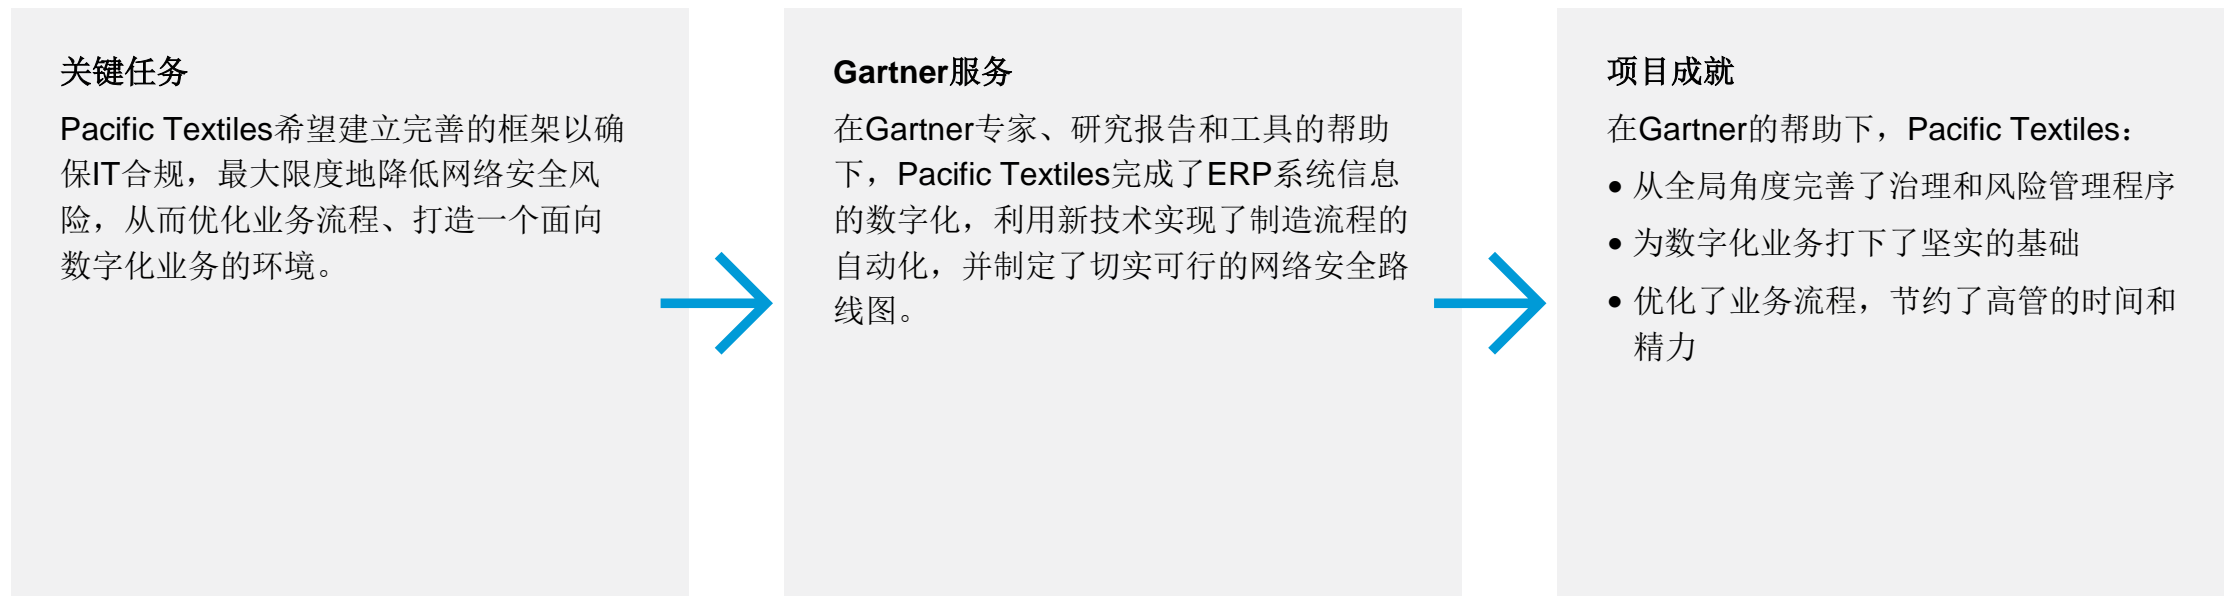 关键任务
Pacific Textiles希望建立完善的框架以确
保IT合规，最大限度地降低网络安全风
险，从而优化业务流程、打造一个面向
数字化业务的环境。
Gartner服务
在Gartner专家、研究报告和工具的帮助
下，Pacific Textiles完成了ERP系统信息
的数字化，利用新技术实现了制造流程的
自动化，并制定了切实可行的网络安全路
线图。
项目成就
在Gartner的帮助下，Pacific Textiles：
• 从全局角度完善了治理和风险管理程序
• 为数字化业务打下了坚实的基础
• 优化了业务流程，节约了高管的时间和
精力